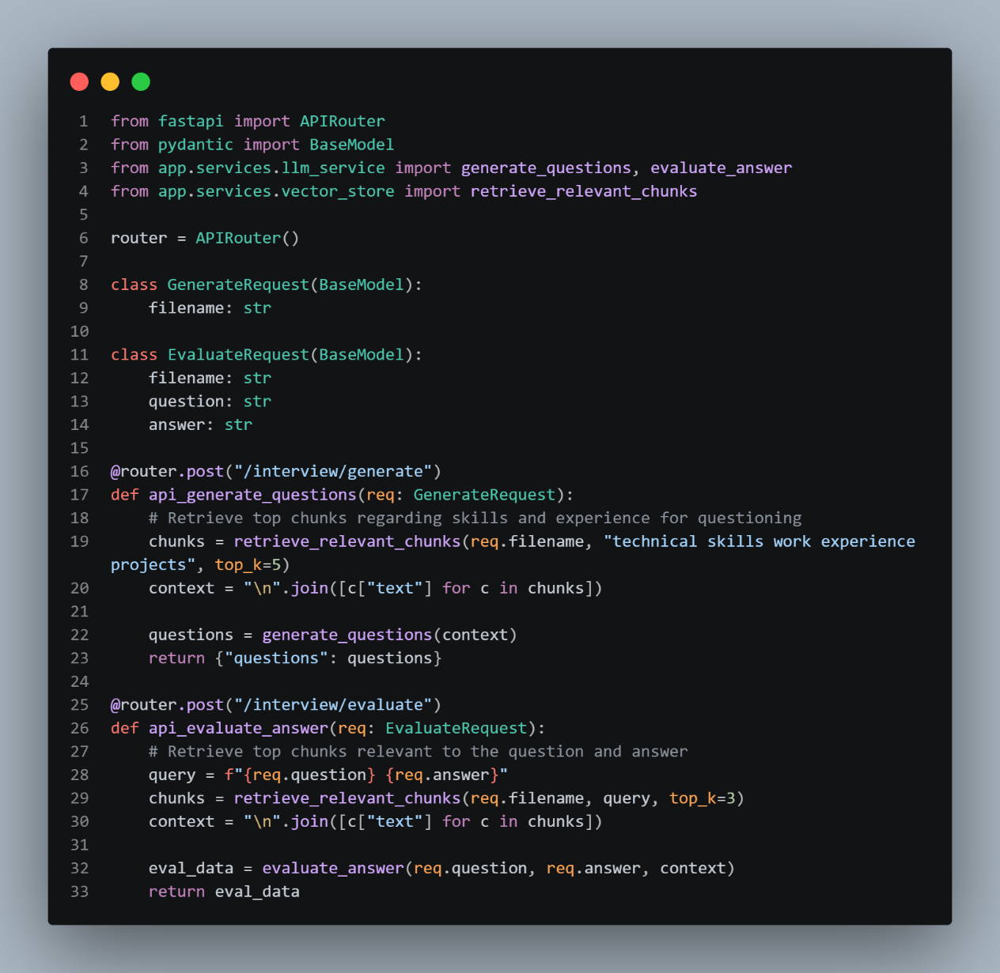 1 from fastapi import APIRouter
2 from pydantic import BaseModel
3 from app.services.llm_service import generate_questions, evaluate_answer
4 from app.services.vector_store import retrieve_relevant_chunks
5
6 router = APIRouter()
7
8 class GenerateRequest(BaseModel):
9     filename: str
10
11 class EvaluateRequest(BaseModel):
12     filename: str
13     question: str
14     answer: str
15
16 @router.post("/interview/generate")
17 def api_generate_questions(req: GenerateRequest):
18     # Retrieve top chunks regarding skills and experience for questioning
19     chunks = retrieve_relevant_chunks(req.filename, "technical skills work experience
projects", top_k=5)
20     context = "\n".join([c["text"] for c in chunks])
21
22     questions = generate_questions(context)
23     return {"questions": questions}
24
25 @router.post("/interview/evaluate")
26 def api_evaluate_answer(req: EvaluateRequest):
27     # Retrieve top chunks relevant to the question and answer
28     query = f"{req.question} {req.answer}"
29     chunks = retrieve_relevant_chunks(req.filename, query, top_k=3)
30     context = "\n".join([c["text"] for c in chunks])
31
32     eval_data = evaluate_answer(req.question, req.answer, context)
33     return eval_data